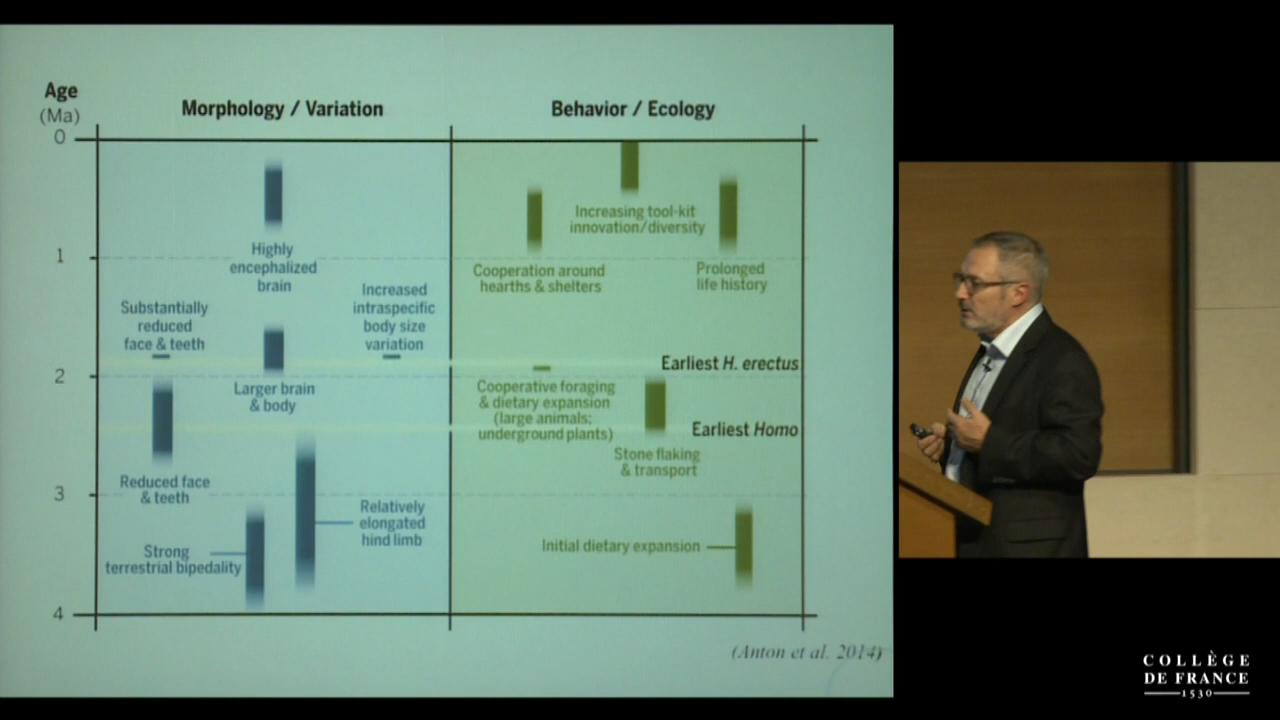 Age
(Ma)
Morphology / Variation
Behavior / Ecology
0
1
2
3
4
Highly
encephalized
brain
Substantially
reduced
face & teeth
Increased
intraspecific
body size
variation
Larger brain
& body
Reduced face
& teeth
Relatively
elongated
hind limb
Strong
terrestrial bipedality
Increasing tool-kit
innovation/diversity
Cooperation around
hearths & shelters
Prolonged
life history
Earliest H. erectus
Cooperative foraging
& dietary expansion
(large animals;
underground plants)
Earliest Homo
Stone flaking
& transport
Initial dietary expansion
(Anton et al. 2014)
COLLÈGE
DE FRANCE
1530